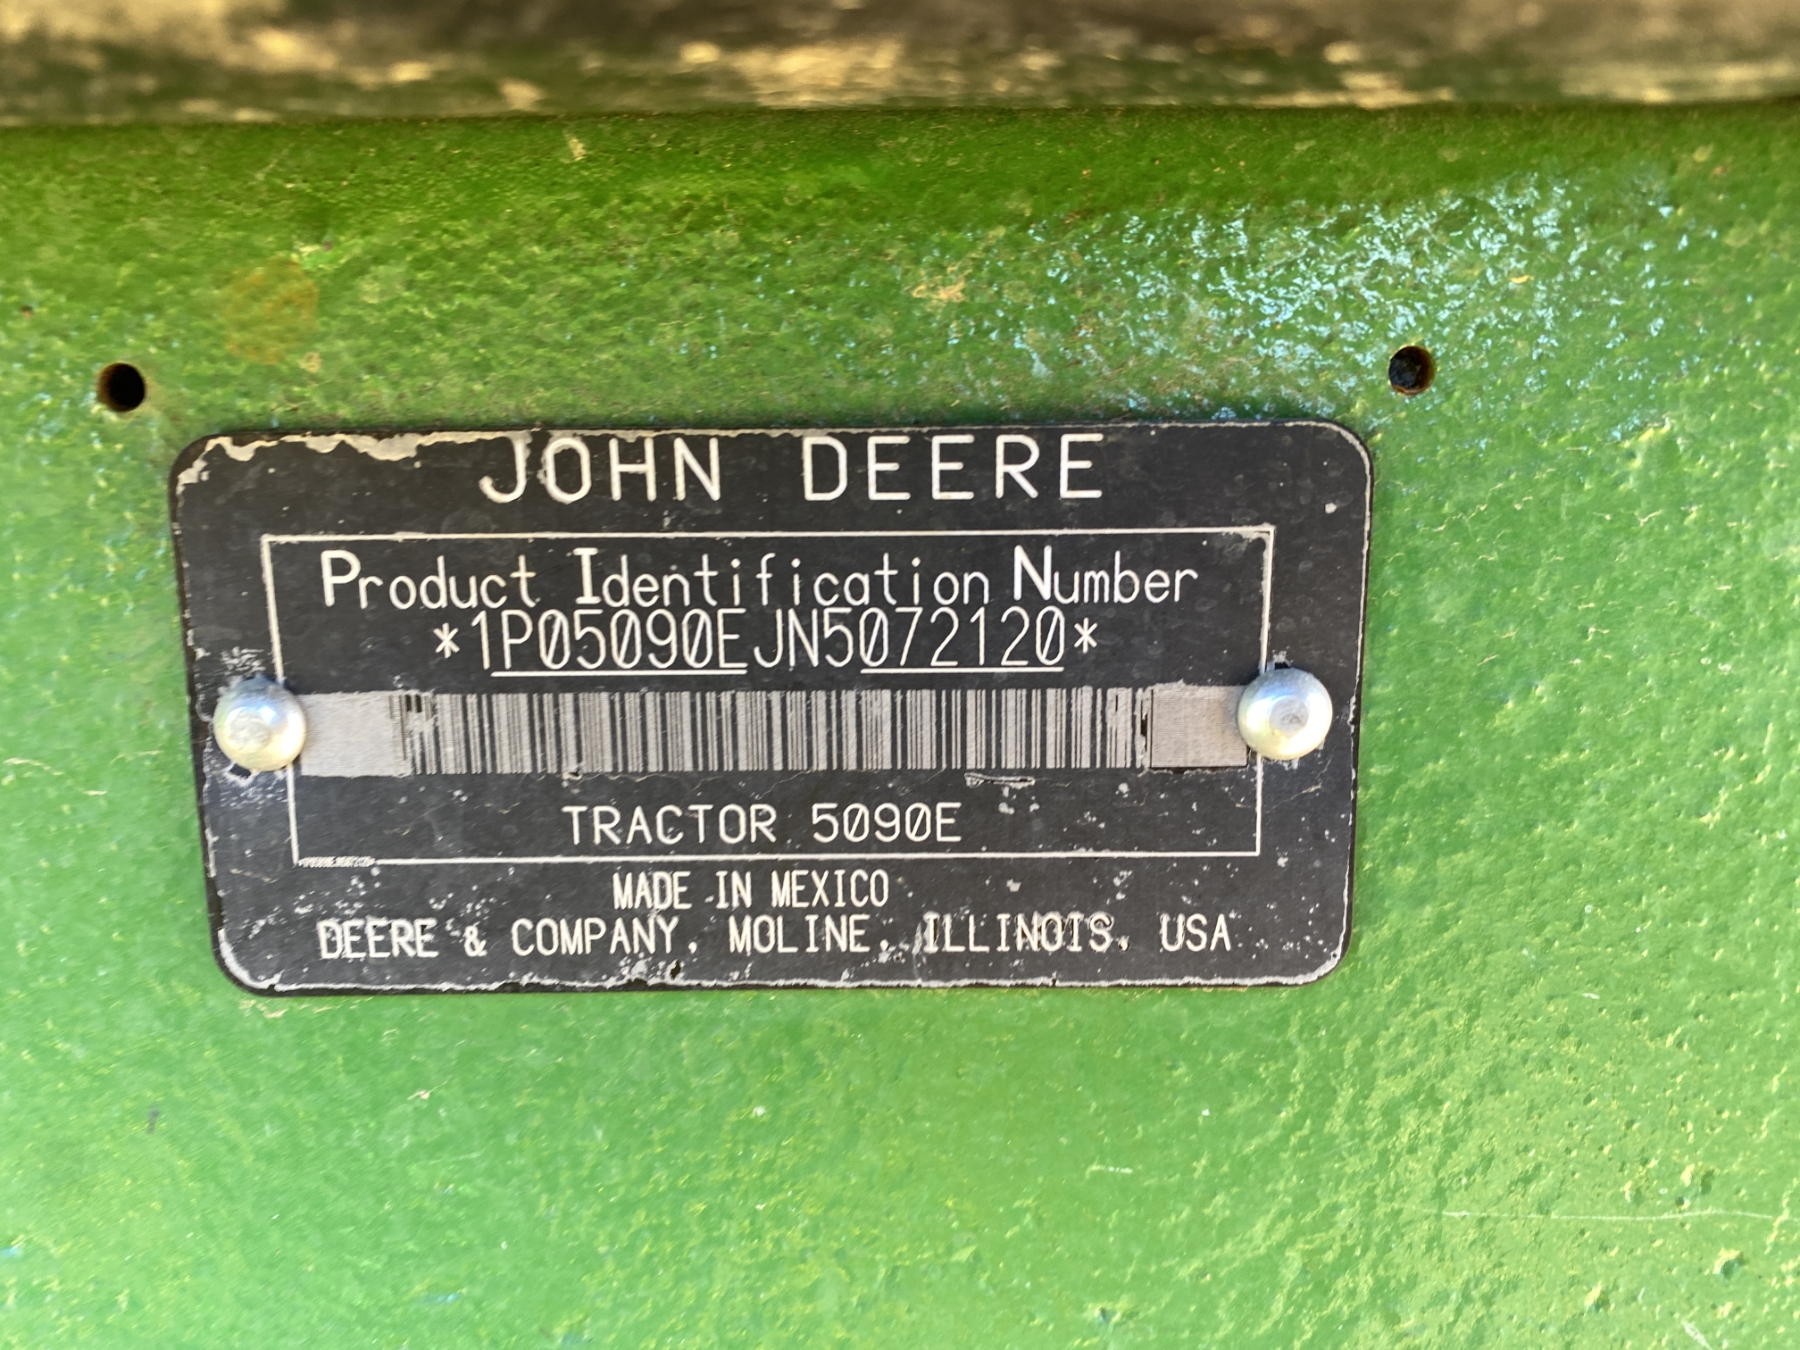 JOHN DEERE
Product Identification Number
*1P05090EJN5072120*
TRACTOR 5090E
MADE IN MEXICO
DEERE & COMPANY, MOLINE, ILLINOIS, USA